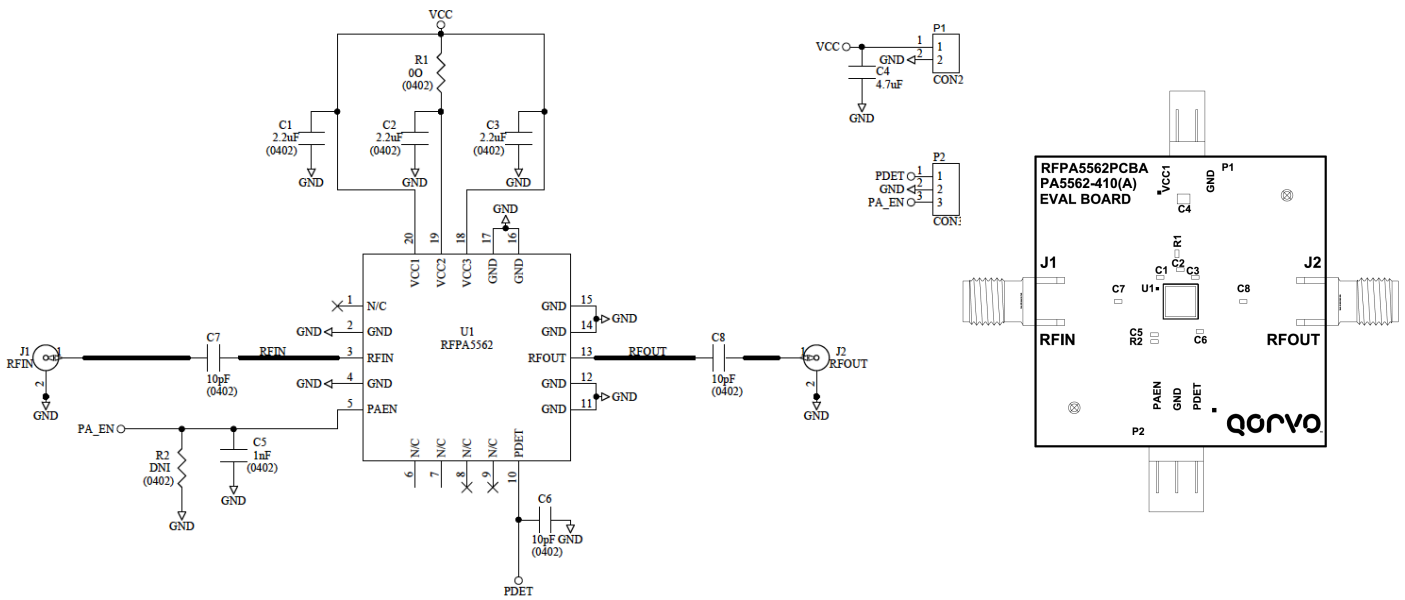 VCC
R1
0O
(0402)
C1
2.2uF
(0402)
C2
2.2uF
(0402)
C3
2.2uF
(0402)
GND
GND
GND
GND
20
19
18
17
16
VCC1
VCC2
VCC3
GND
GND
1
N/C
GND
2
GND
J1
RFIN
1
2
GND
C7
10pF
(0402)
RFIN
3
RFIN
GND
4
GND
5
PAEN
U1
RFPA5562
GND
15
GND
14
GND
RFOUT
13
RFOUT
C8
10pF
(0402)
1
J2
RFOUT
2
GND
GND
12
GND
11
GND
PA_EN
R2
DNI
(0402)
GND
C5
1nF
(0402)
GND
N/C
N/C
N/C
N/C
PDET
6
7
8
9
10
C6
10pF
GND
(0402)
PDET
VCC
P1
1
1
GND
2
2
CON2
C4
4.7uF
GND
P2
PDET
1
1
GND
2
2
PA_EN
3
3
CON3
RFPA5562PCBA
PA5562-410(A)
EVAL BOARD
VCC1
GND
P1
C4
R1
C2
C1
C3
J1
J2
C7
U1
C8
C5
R2
C6
RFIN
RFOUT
PAEN
GND
PDET
P2
QORVO